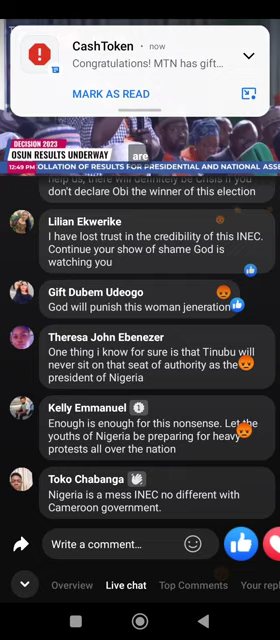 CashToken • now
Congratulations! MTN has gift...
MARK AS READ
DECISION 2023
OSUN RESULTS UNDERWAY
are
12:49 PM
OLLATION OF RESULTS FOR PRESIDENTIAL AND NATIONAL ASSE
help us, there will definitely be Crisis if you
don't declare Obi the winner of this election
Lilian Ekwerike
I have lost trust in the credibility of this INEC.
Continue your show of shame God is
watching you
Gift Dubem Udeogo
God will punish this woman jeneration
Theresa John Ebenezer
One thing i know for sure is that Tinubu will
never sit on that seat of authority as the
president of Nigeria
Kelly Emmanuel
Enough is enough for this nonsense. Let the
youths of Nigeria be preparing for heavy
protests all over the nation
Toko Chabanga
Nigeria is a mess INEC no different with
Cameroon government.
Write a comment...
Overview Live chat Top Comments Your repl